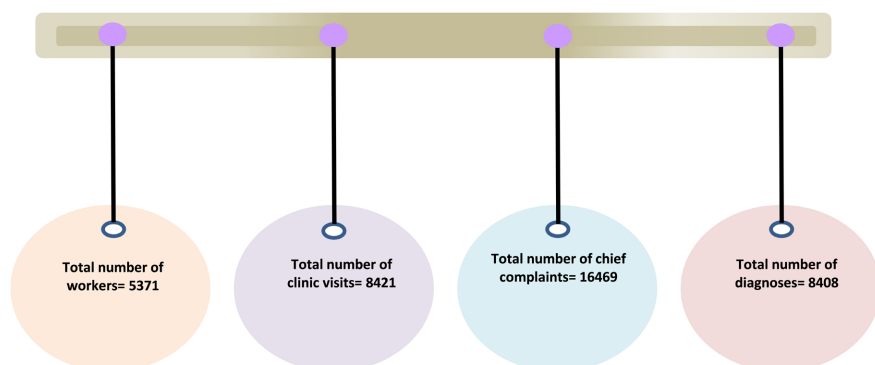 Total number of
workers= 5371
Total number of
clinic visits= 8421
Total number of chief
complaints= 16469
Total number of
diagnoses= 8408